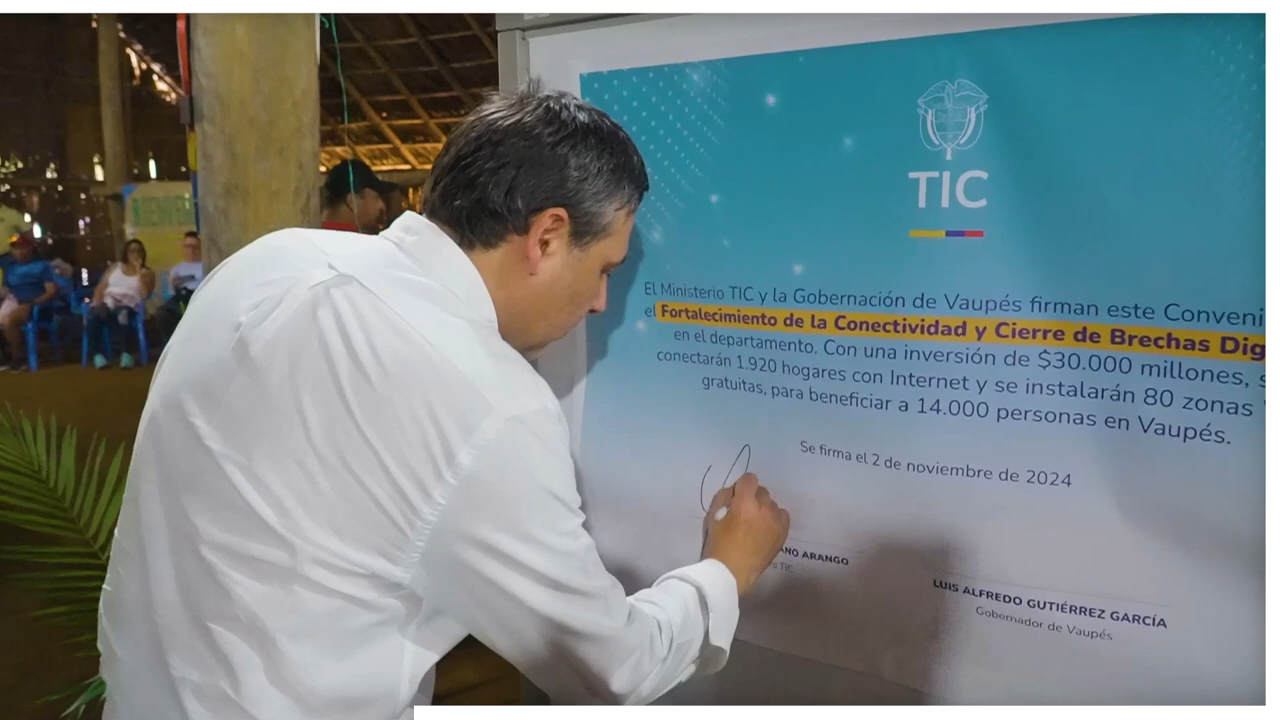 TIC
El Ministerio TIC y la Gobernación de Vaupés firman este Conveni
el Fortalecimiento de la Conectividad y Cierre de Brechas Dig
en el departamento. Con una inversión de $30.000 millones, s
conectarán 1.920 hogares con Internet y se instalarán 80 zonas
gratuitas, para beneficiar a 14.000 personas en Vaupés.
Se firma el 2 de noviembre de 2024
ANO ARANGO
TIC
LUIS ALFREDO GUTIÉRREZ GARCÍA
Gobernador de Vaupés